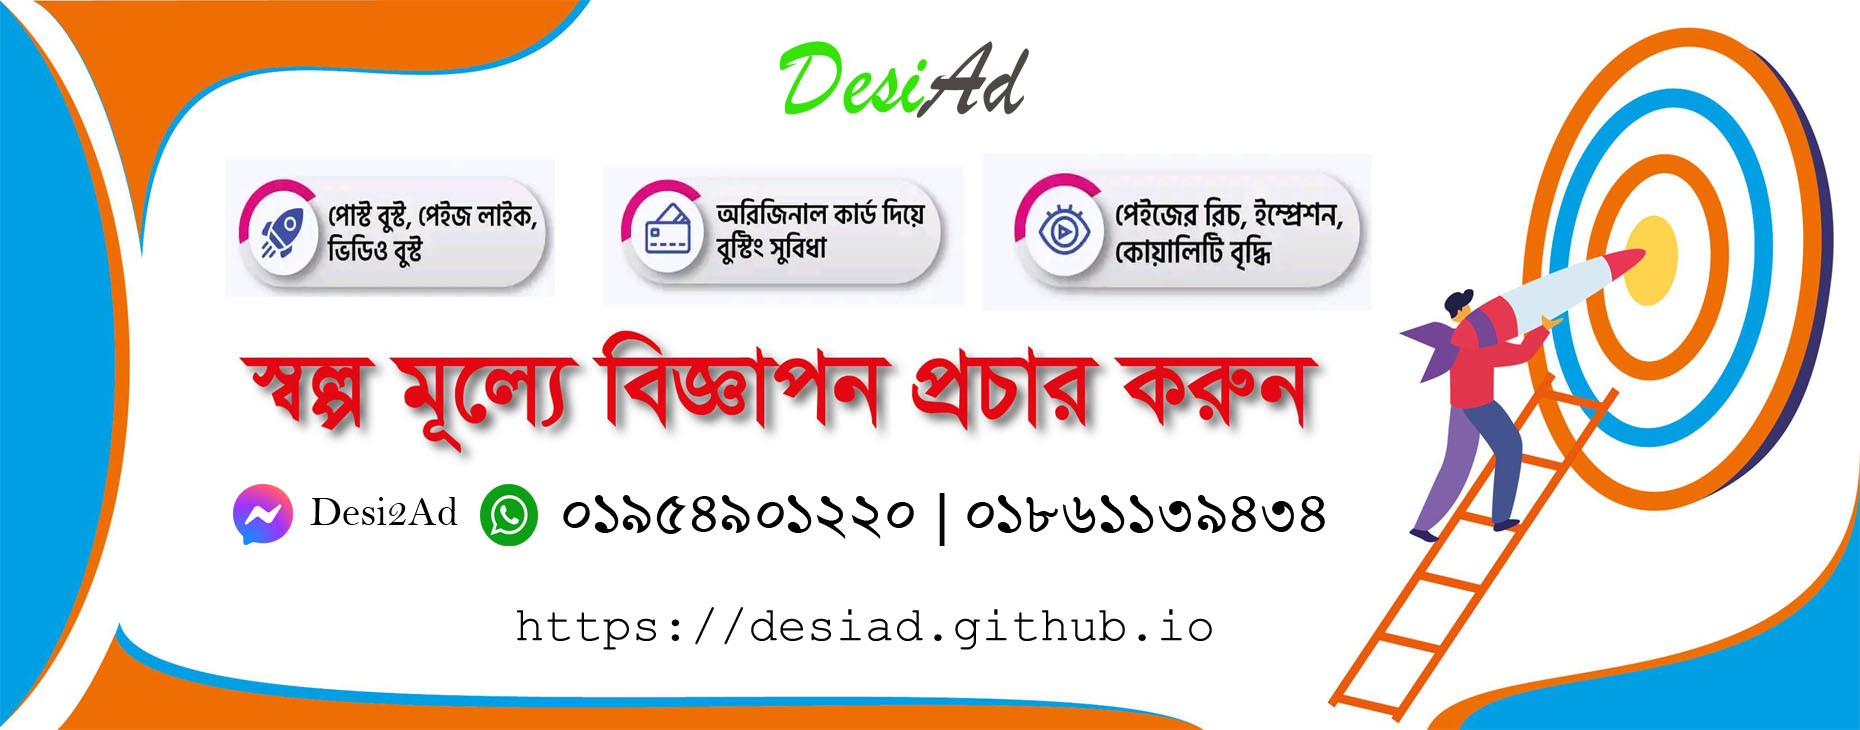 DesiAd
পোস্ট বুস্ট, পেইজ লাইক,
ভিডিও বুস্ট
অরিজিনাল কার্ড দিয়ে
বুস্টিং সুবিধা
পেইজের রিচ, ইম্প্রেশন,
কোয়ালিটি বৃদ্ধি
স্বল্প মূল্যে বিজ্ঞাপন প্রচার করুন
Desi2Ad ০১৯৫৪৯০১২২০ | ০১৮৬১১৩৯৪৩৪
https://desiad.github.io